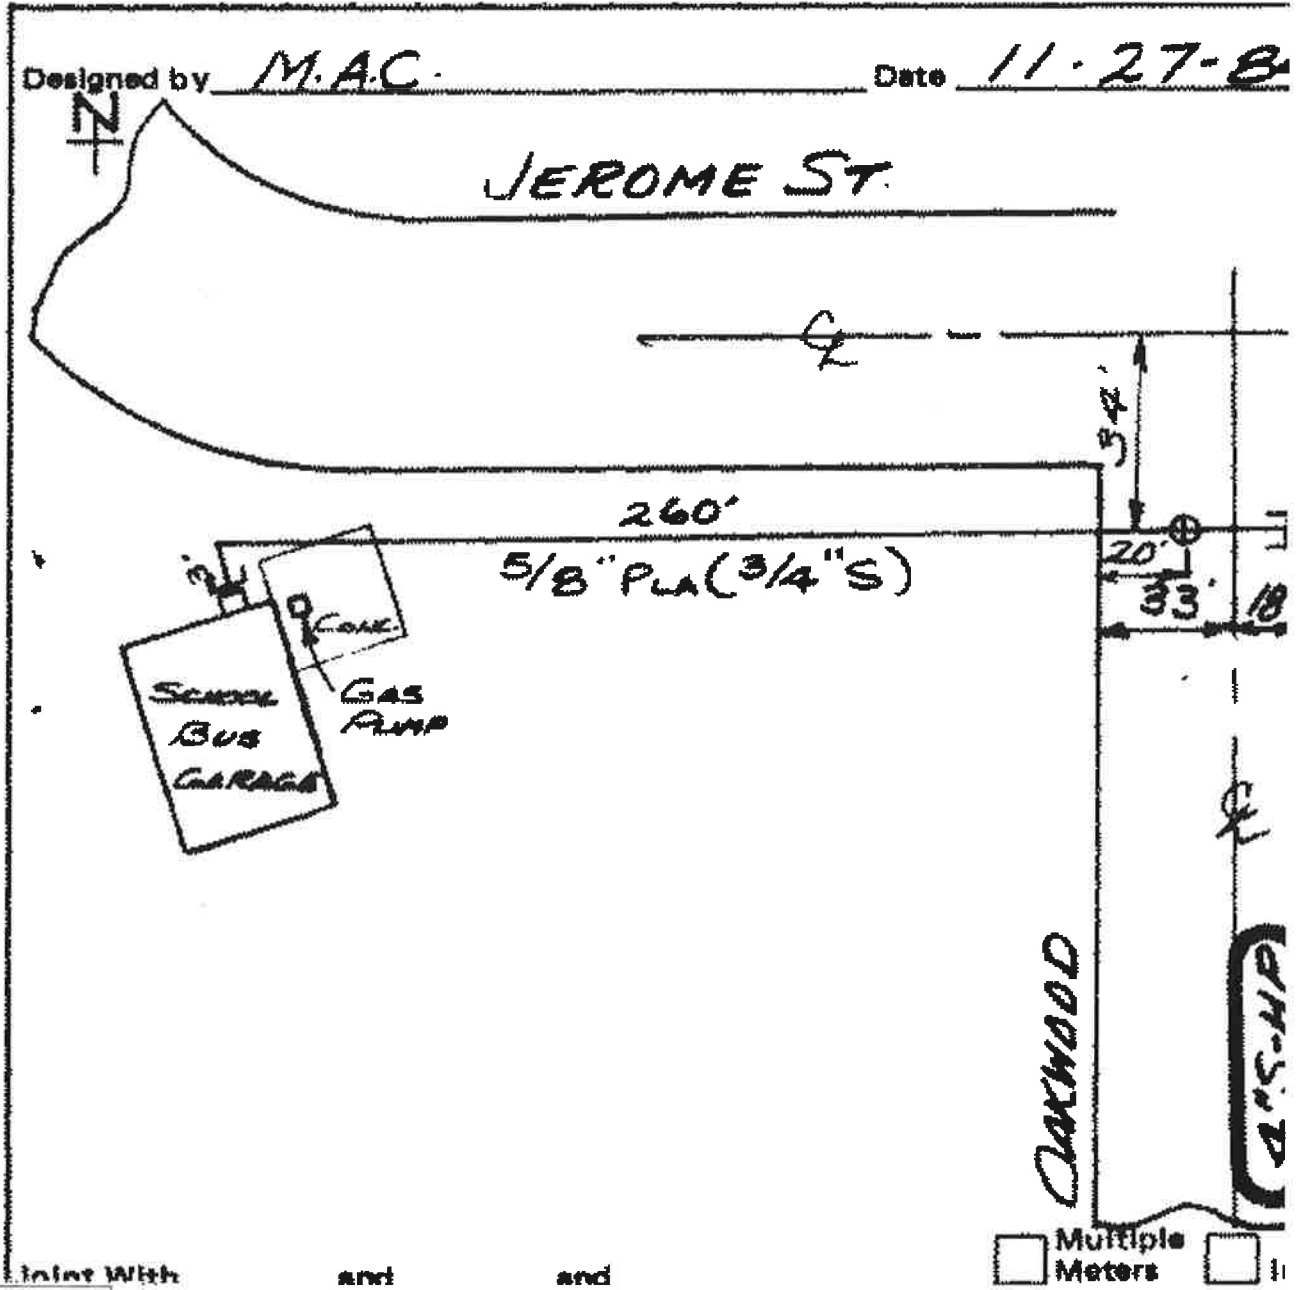 Designed by M.A.C. Date 11-27-8
N
JEROME ST.
C
L
34'
260'
5/8" PLA (3/4"S)
20'
33'
18
3'
CONC.
GAS
PUMP
SCHOOL
BUS
GARAGE
C
L
OAKWOOD
4"S-HP
Joint With and and
Multiple
Meters